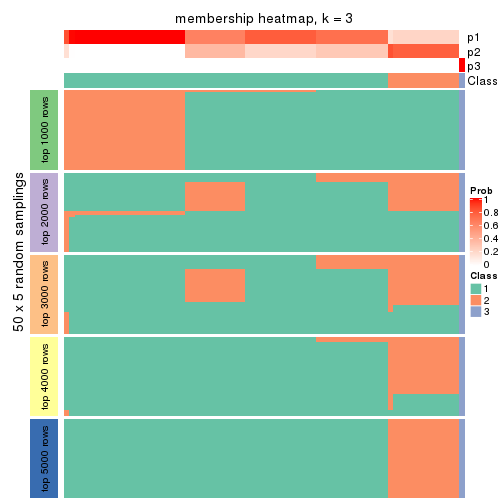 membership heatmap, k = 3
p1
p2
p3
Class
50 x 5 random samplings
top 1000 rows
top 2000 rows
top 3000 rows
top 4000 rows
top 5000 rows
Prob
1
0.8
0.6
0.4
0.2
0
Class
1
2
3